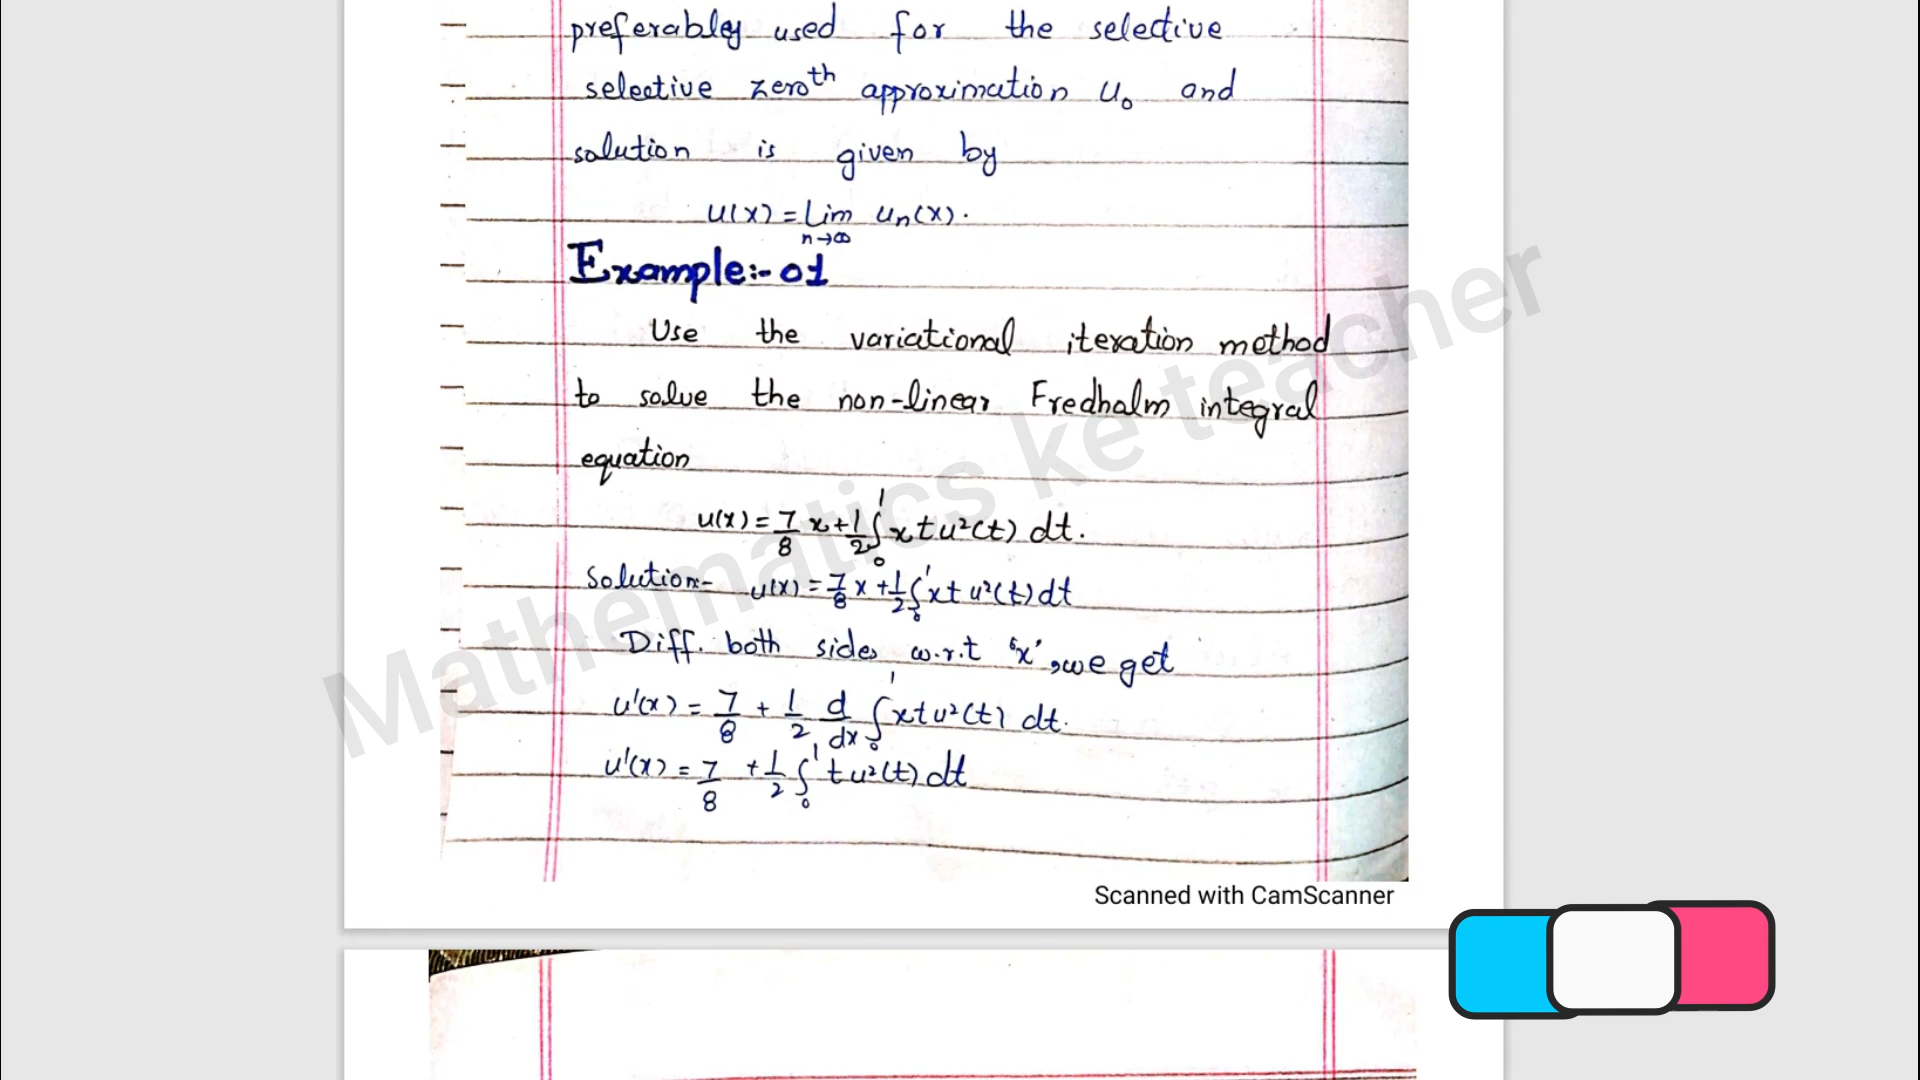 preferabley used for the selective
selective zeroth approximation u₀ and
solution is given by
u(x) = Lim uₙ(x).
n→∞
Example:- 01
Use the variational iteration method
to solve the non-linear Fredhalm integral
equation
u(x) = 7/8 x + 1/2 ∫₀¹ x t u²(t) dt.
Solution:- u(x) = 7/8 x + 1/2 ∫₀¹ x t u²(t) dt
Diff. both sides w.r.t 'x', we get
u'(x) = 7/8 + 1/2 d/dx ∫₀¹ x t u²(t) dt.
u'(x) = 7/8 + 1/2 ∫₀¹ t u²(t) dt
Scanned with CamScanner
Mathematics ke teacher